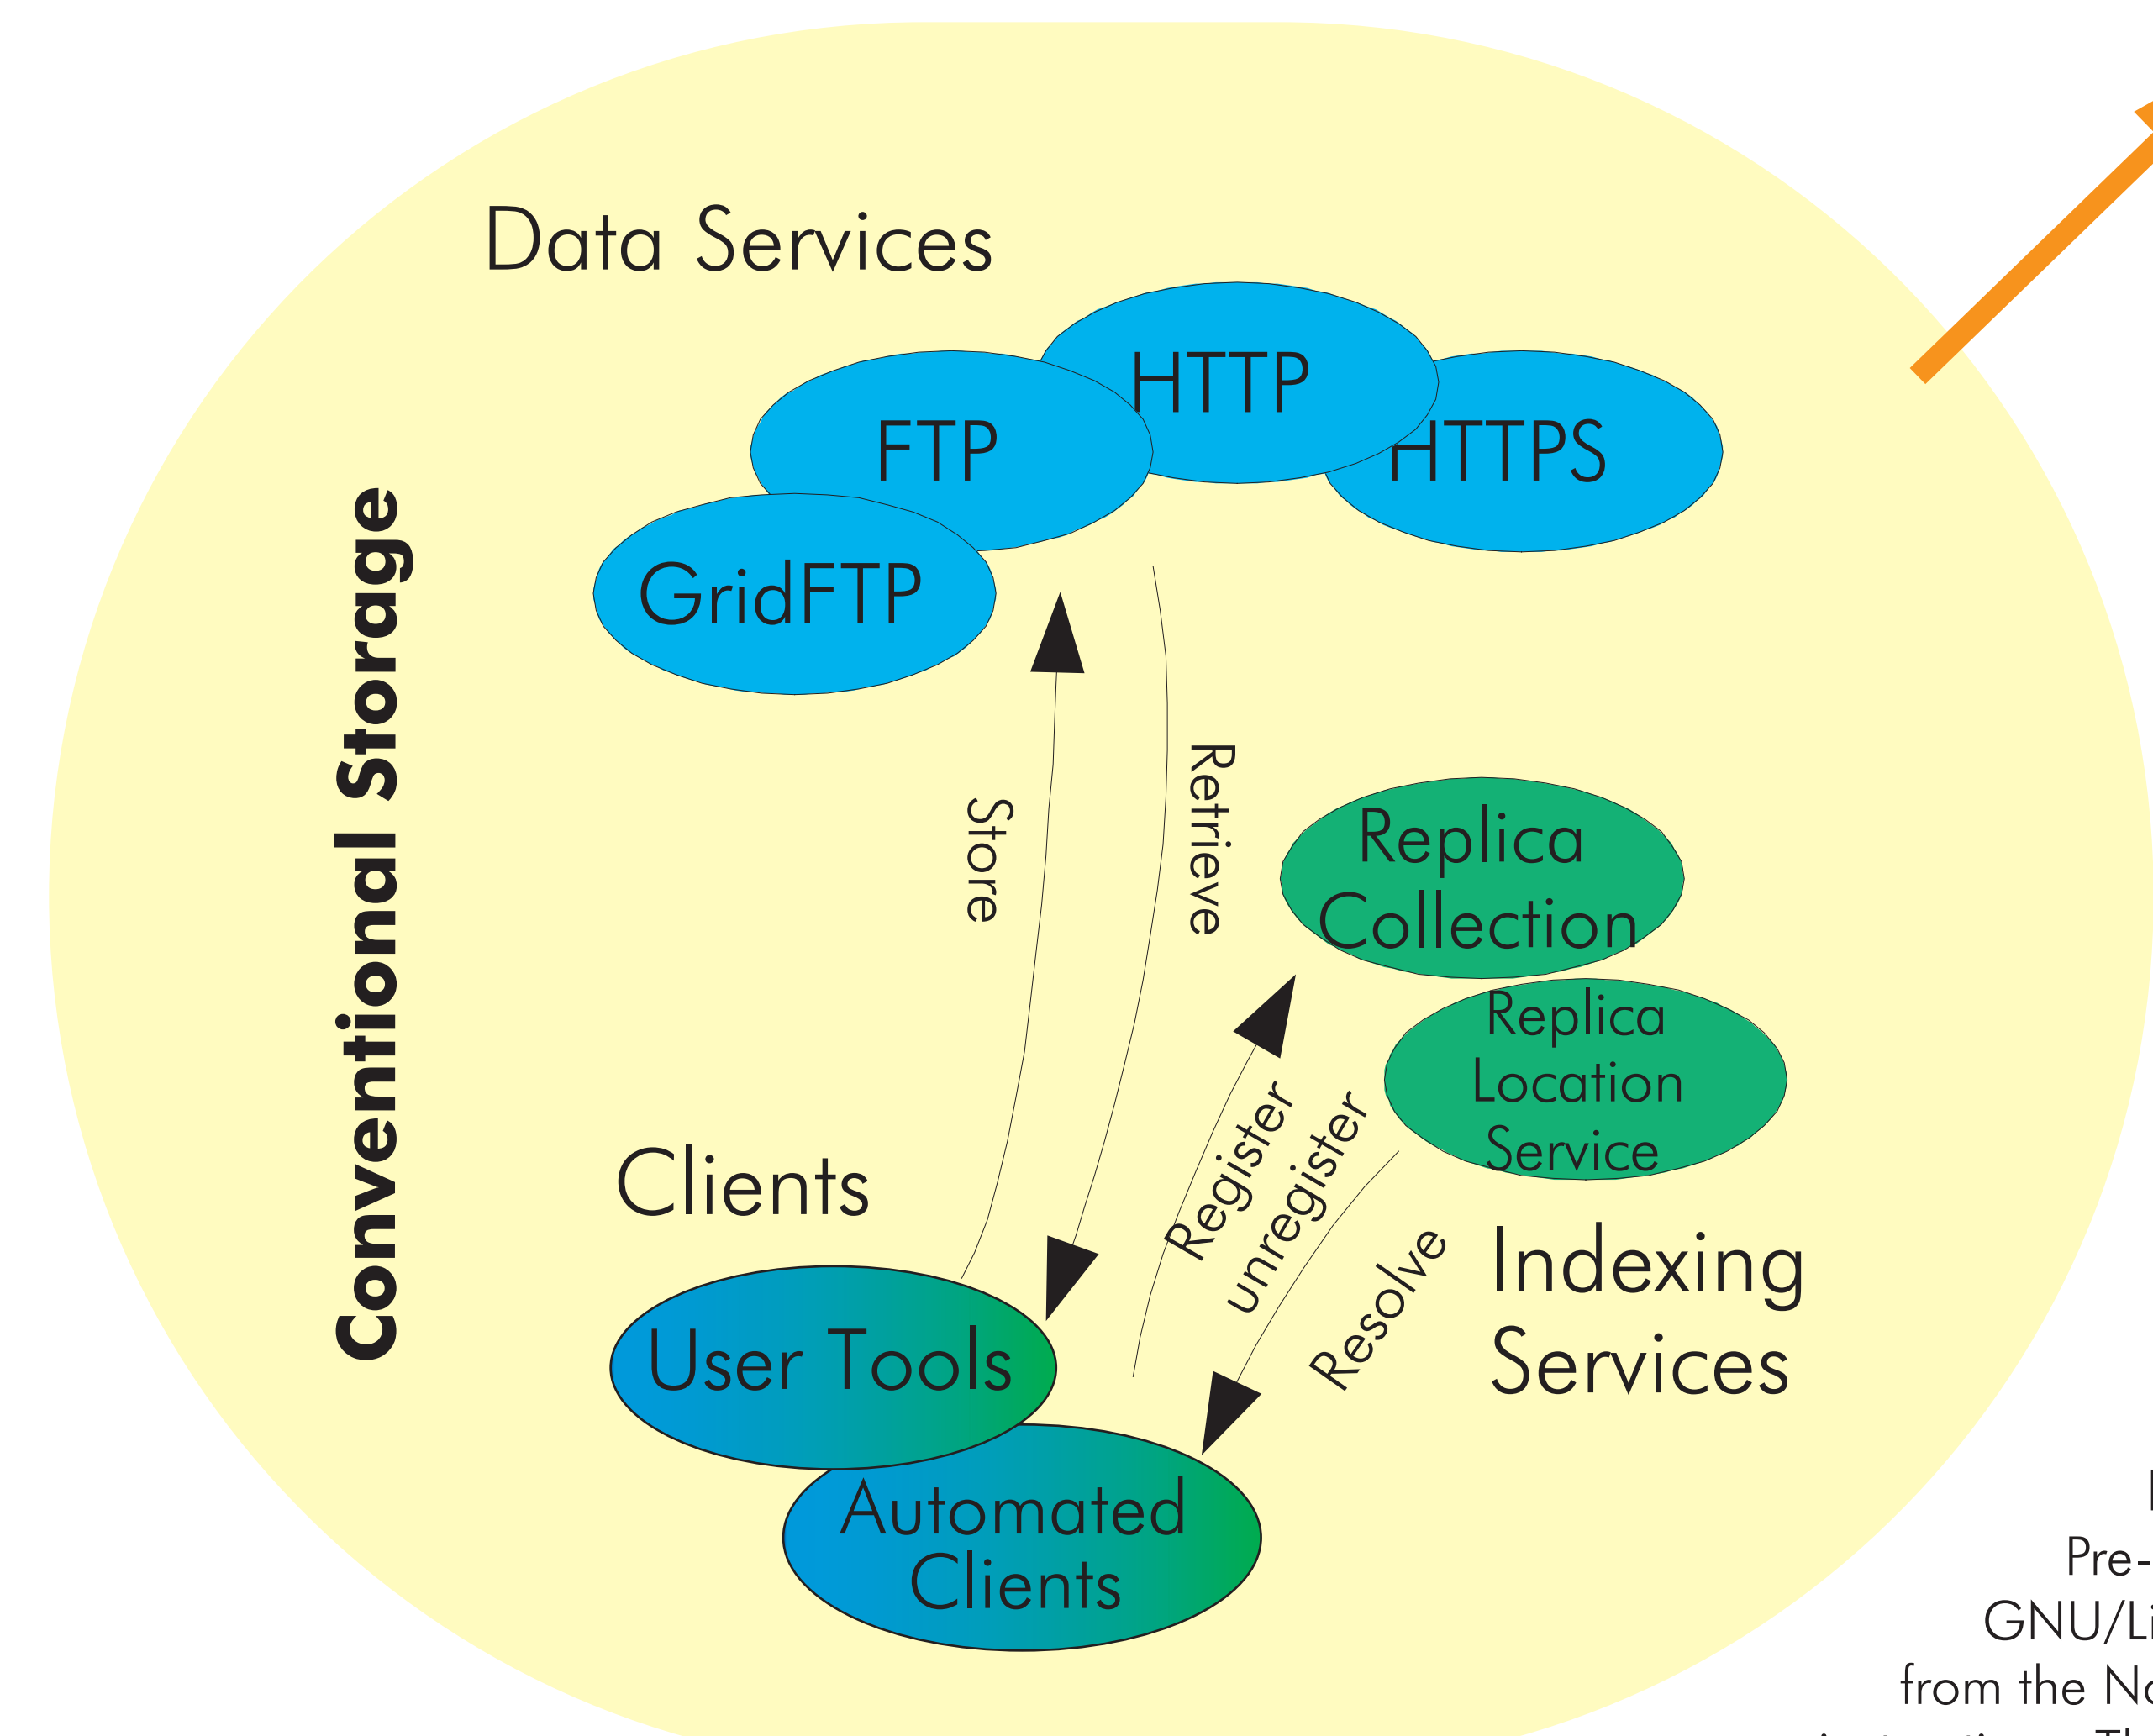 Data Services
HTTP
FTP
HTTPS
GridFTP
Conventional Storage
Store
Retrieve
Replica
Collection
Replica
Location
Service
Register
unregister
Resolve
Indexing
Services
Clients
User Tools
Automated
Clients
Pre-
GNU/Li
from the No